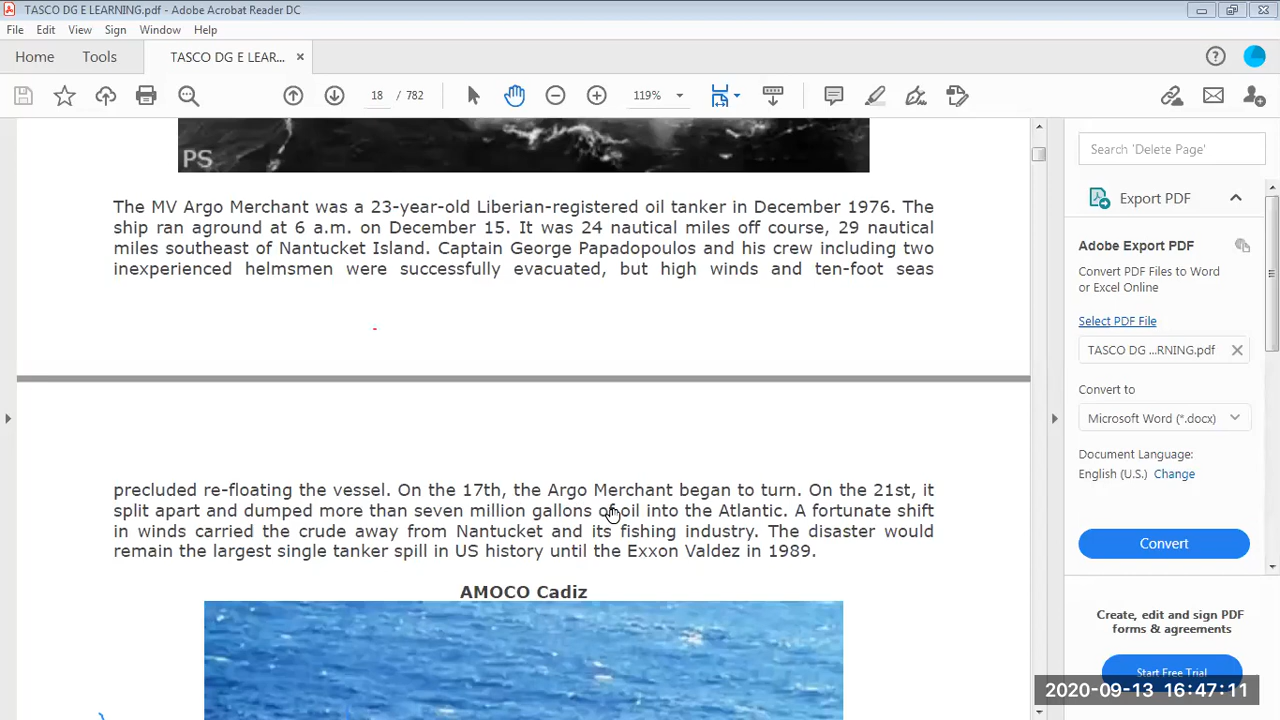 TASCO DG E LEARNING.pdf - Adobe Acrobat Reader DC
File Edit View Sign Window Help
Home Tools TASCO DG E LEAR... ×
18 / 782 119%
PS
The MV Argo Merchant was a 23-year-old Liberian-registered oil tanker in December 1976. The
ship ran aground at 6 a.m. on December 15. It was 24 nautical miles off course, 29 nautical
miles southeast of Nantucket Island. Captain George Papadopoulos and his crew including two
inexperienced helmsmen were successfully evacuated, but high winds and ten-foot seas
precluded re-floating the vessel. On the 17th, the Argo Merchant began to turn. On the 21st, it
split apart and dumped more than seven million gallons of oil into the Atlantic. A fortunate shift
in winds carried the crude away from Nantucket and its fishing industry. The disaster would
remain the largest single tanker spill in US history until the Exxon Valdez in 1989.
AMOCO Cadiz
Search 'Delete Page'
Export PDF
Adobe Export PDF
Convert PDF Files to Word
or Excel Online
Select PDF File
TASCO DG ...RNING.pdf
Convert to
Microsoft Word (*.docx)
Document Language:
English (U.S.) Change
Convert
Create, edit and sign PDF
forms & agreements
Start Free Trial
2020-09-13 16:47:11